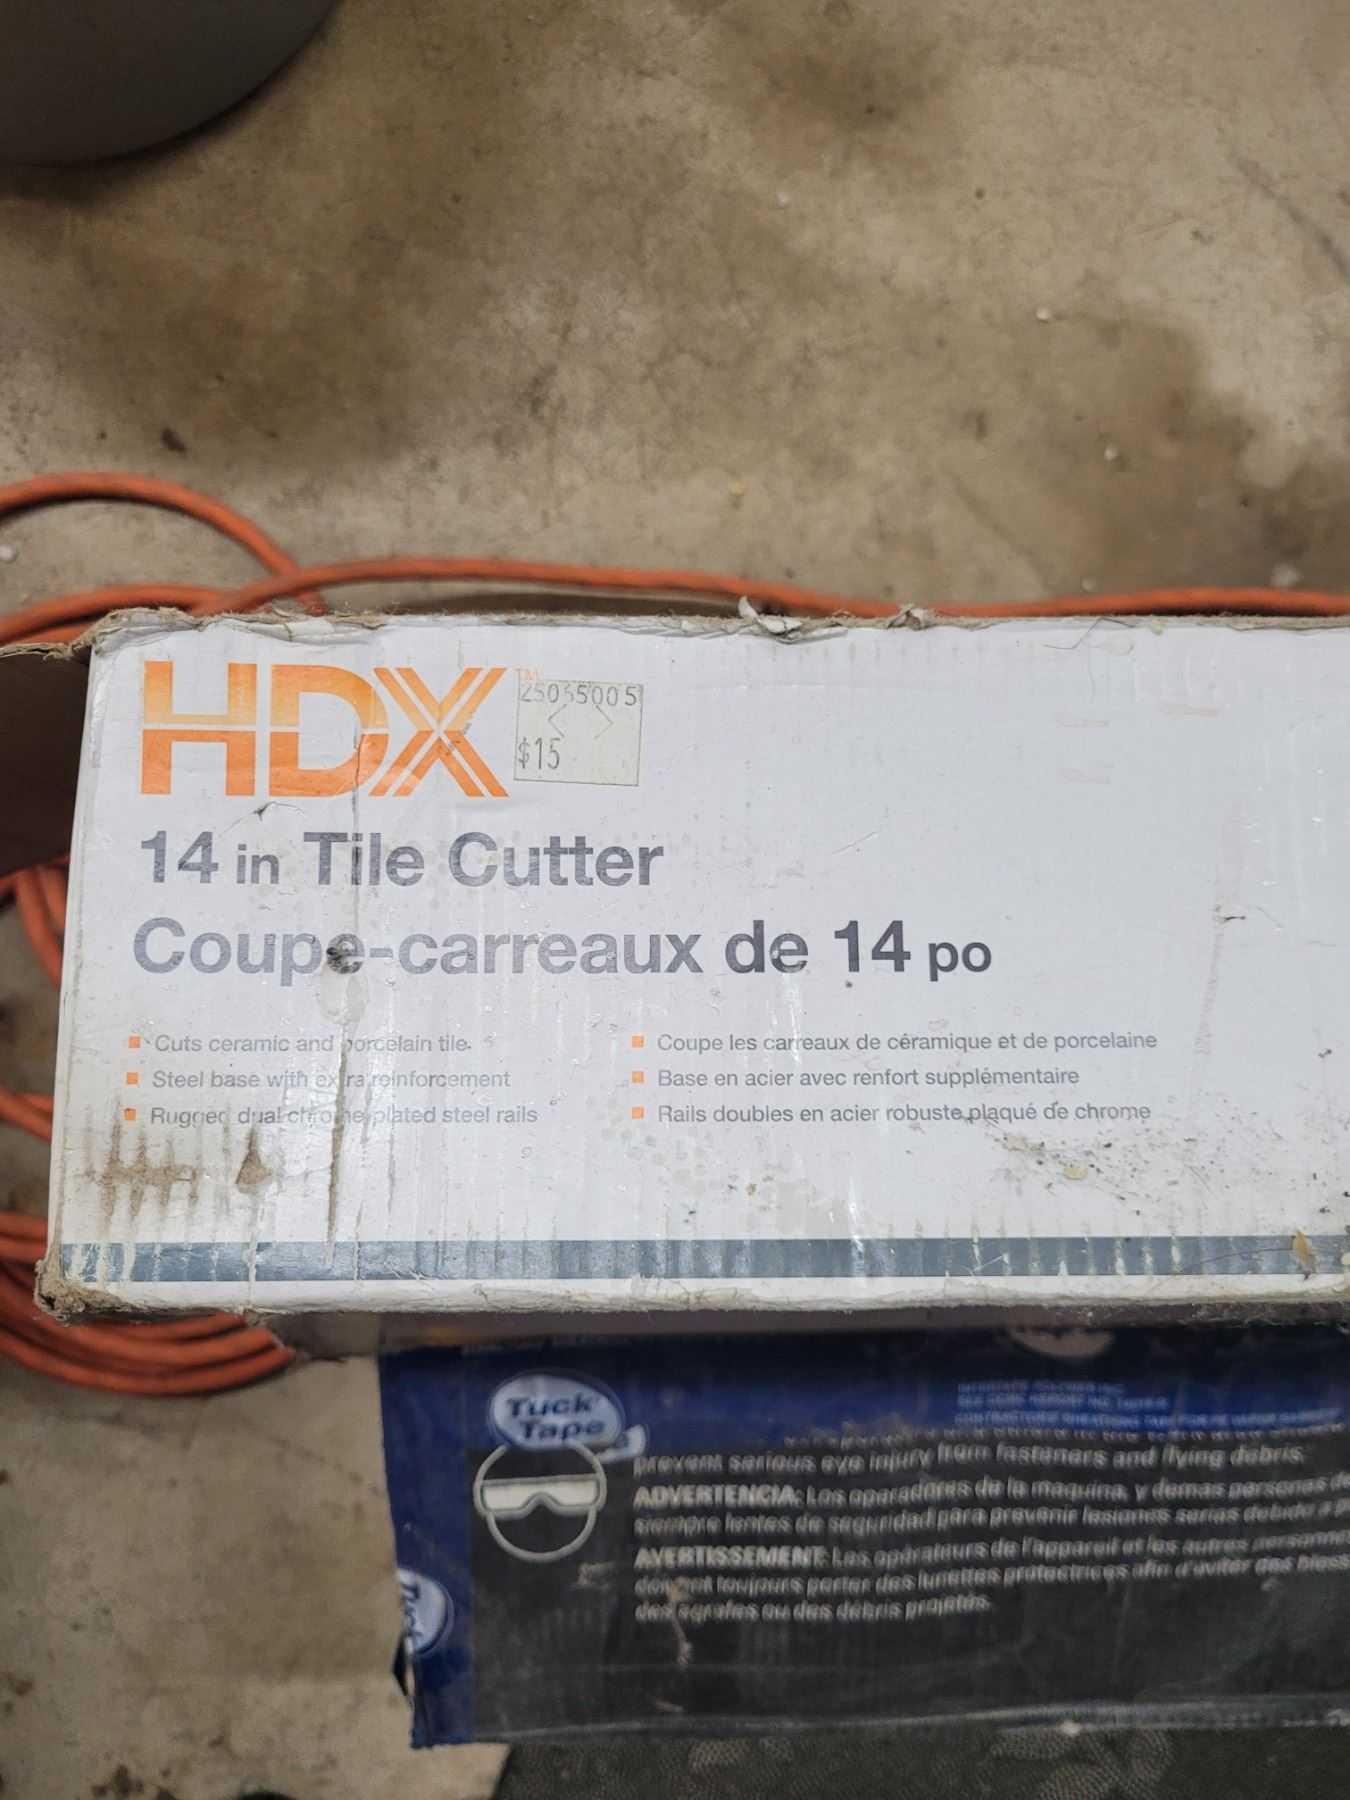 HDX™
25065005
$15
14 in Tile Cutter
Coupe-carreaux de 14 po
Cuts ceramic and porcelain tile
Steel base with extra reinforcement
Rugged dual chrome plated steel rails
Coupe les carreaux de céramique et de porcelaine
Base en acier avec renfort supplémentaire
Rails doubles en acier robuste plaqué de chrome
Tuck
Tape
prevent serious eye injury from fasteners and flying debris.
ADVERTENCIA: Los operadores de la maquina, y demas personas
siempre lentes de seguridad para prevenir lesiones serias debido a
AVERTISSEMENT: Les opérateurs de l'appareil et les autres
doivent toujours porter des lunettes protectrices afin d'éviter
des agrafes ou des débris projetés.
Tuck